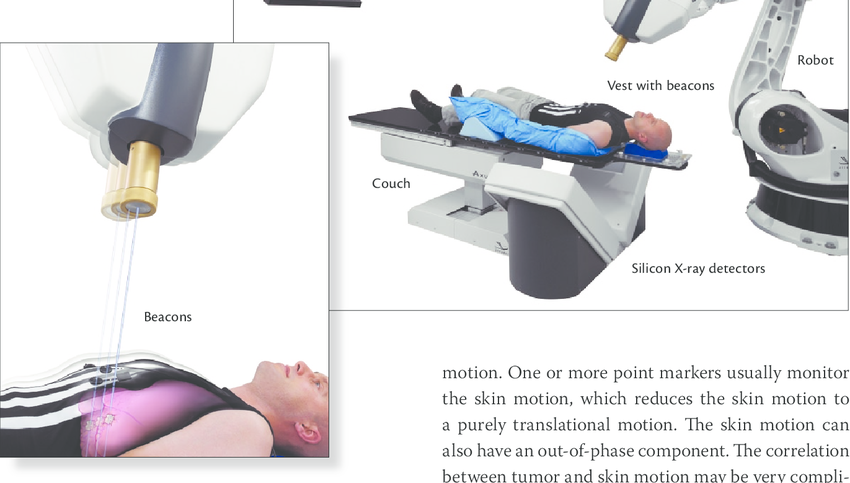 Robot
Vest with beacons
Couch
Silicon X-ray detectors
Beacons
motion. One or more point markers usually monitor
the skin motion, which reduces the skin motion to
a purely translational motion. The skin motion can
also have an out-of-phase component. The correlation
between tumor and skin motion may be very compli-